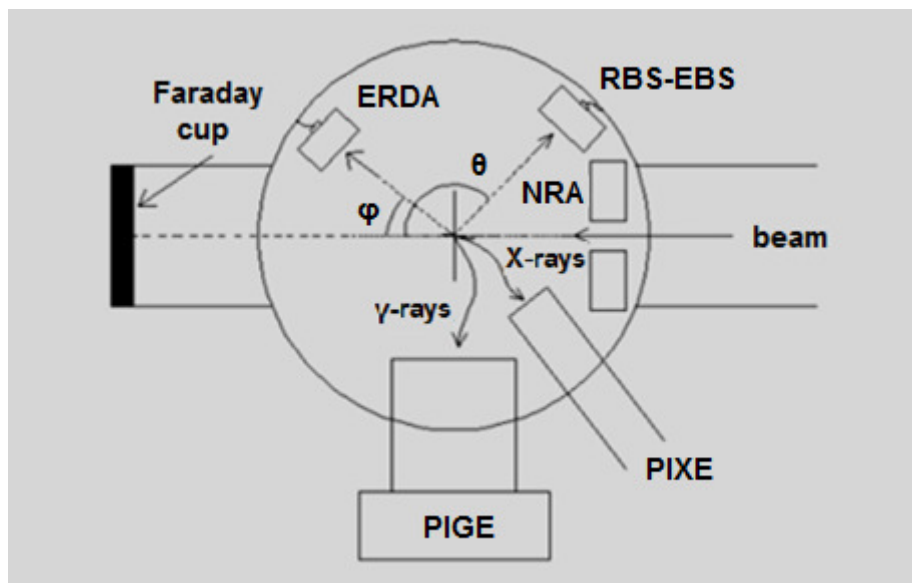 RBS-EBS
ERDA
Faraday
cup
θ
NRA
φ
beam
X-rays
γ-rays
PIXE
PIGE